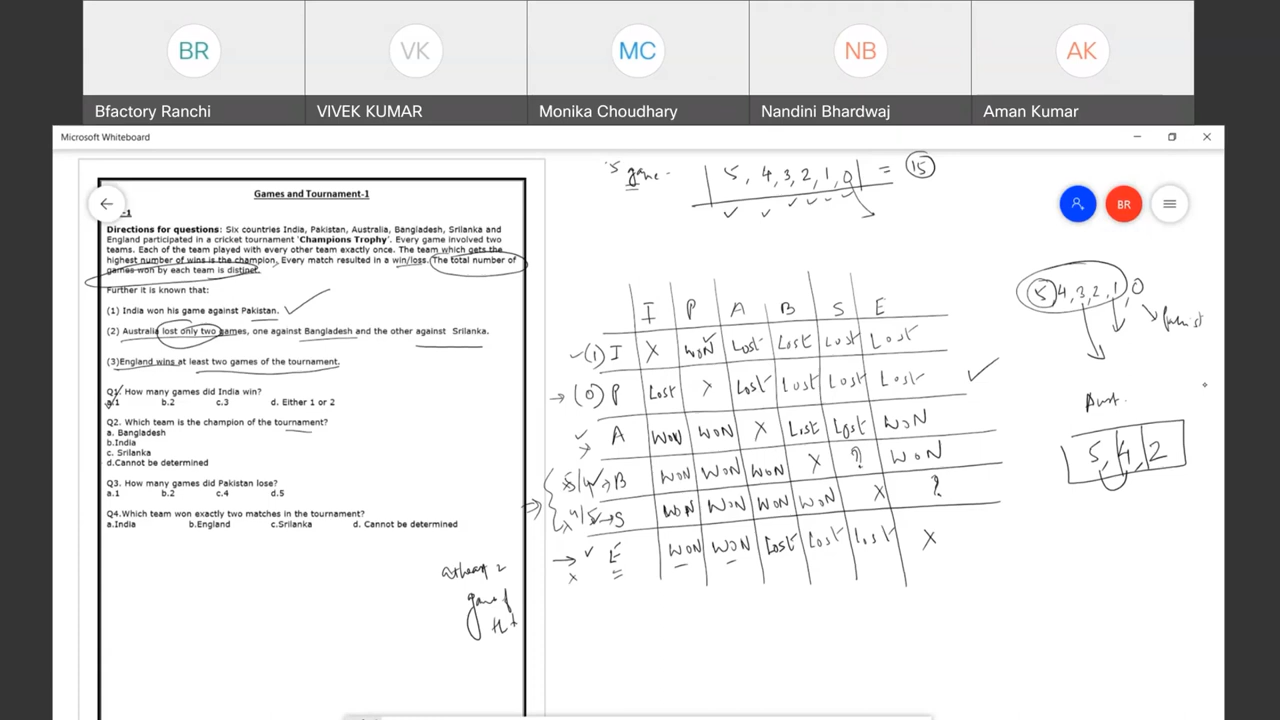 BR VK MC NB AK
Bfactory Ranchi VIVEK KUMAR Monika Choudhary Nandini Bhardwaj Aman Kumar
Microsoft Whiteboard
Games and Tournament-1
-1
Directions for questions: Six countries India, Pakistan, Australia, Bangladesh, Srilanka and
England participated in a cricket tournament 'Champions Trophy'. Every game involved two
teams. Each of the team played with every other team exactly once. The team which gets the
highest number of wins is the champion. Every match resulted in a win/loss. The total number of
games won by each team is distinct.
Further it is known that:
(1) India won his game against Pakistan.
(2) Australia lost only two games, one against Bangladesh and the other against Srilanka.
(3)England wins at least two games of the tournament.
Q1. How many games did India win?
a.1 b.2 c.3 d. Either 1 or 2
Q2. Which team is the champion of the tournament?
a. Bangladesh
b.India
c. Srilanka
d.Cannot be determined
Q3. How many games did Pakistan lose?
a.1 b.2 c.4 d.5
Q4.Which team won exactly two matches in the tournament?
a.India b.England c.Srilanka d. Cannot be determined
atleast 2
game of
5 game. 5, 4, 3, 2, 1, 0 = 15
BR
5 4, 3, 2, 1, 0
I P A B S E
(1) I X WON Lost Lost Lost Lost
(0) P Lost X Lost Lost Lost Lost
A WON WON X Lost Lost WON
5/4 B WON WON WON X ? WON
4/5 S WON WON WON WON X ?
E WON WON Lost Lost Lost X
5, 4, 2